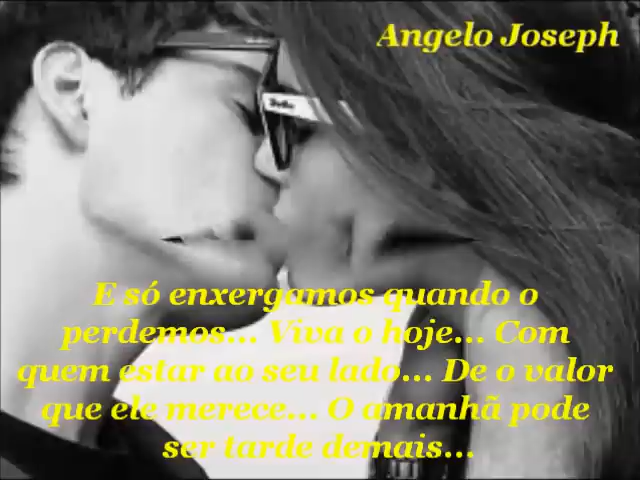 Angelo Joseph
E só enxergamos quando o
perdemos... Viva o hoje... Com
quem estar ao seu lado... De o valor
que ele merece... O amanhã pode
ser tarde demais...